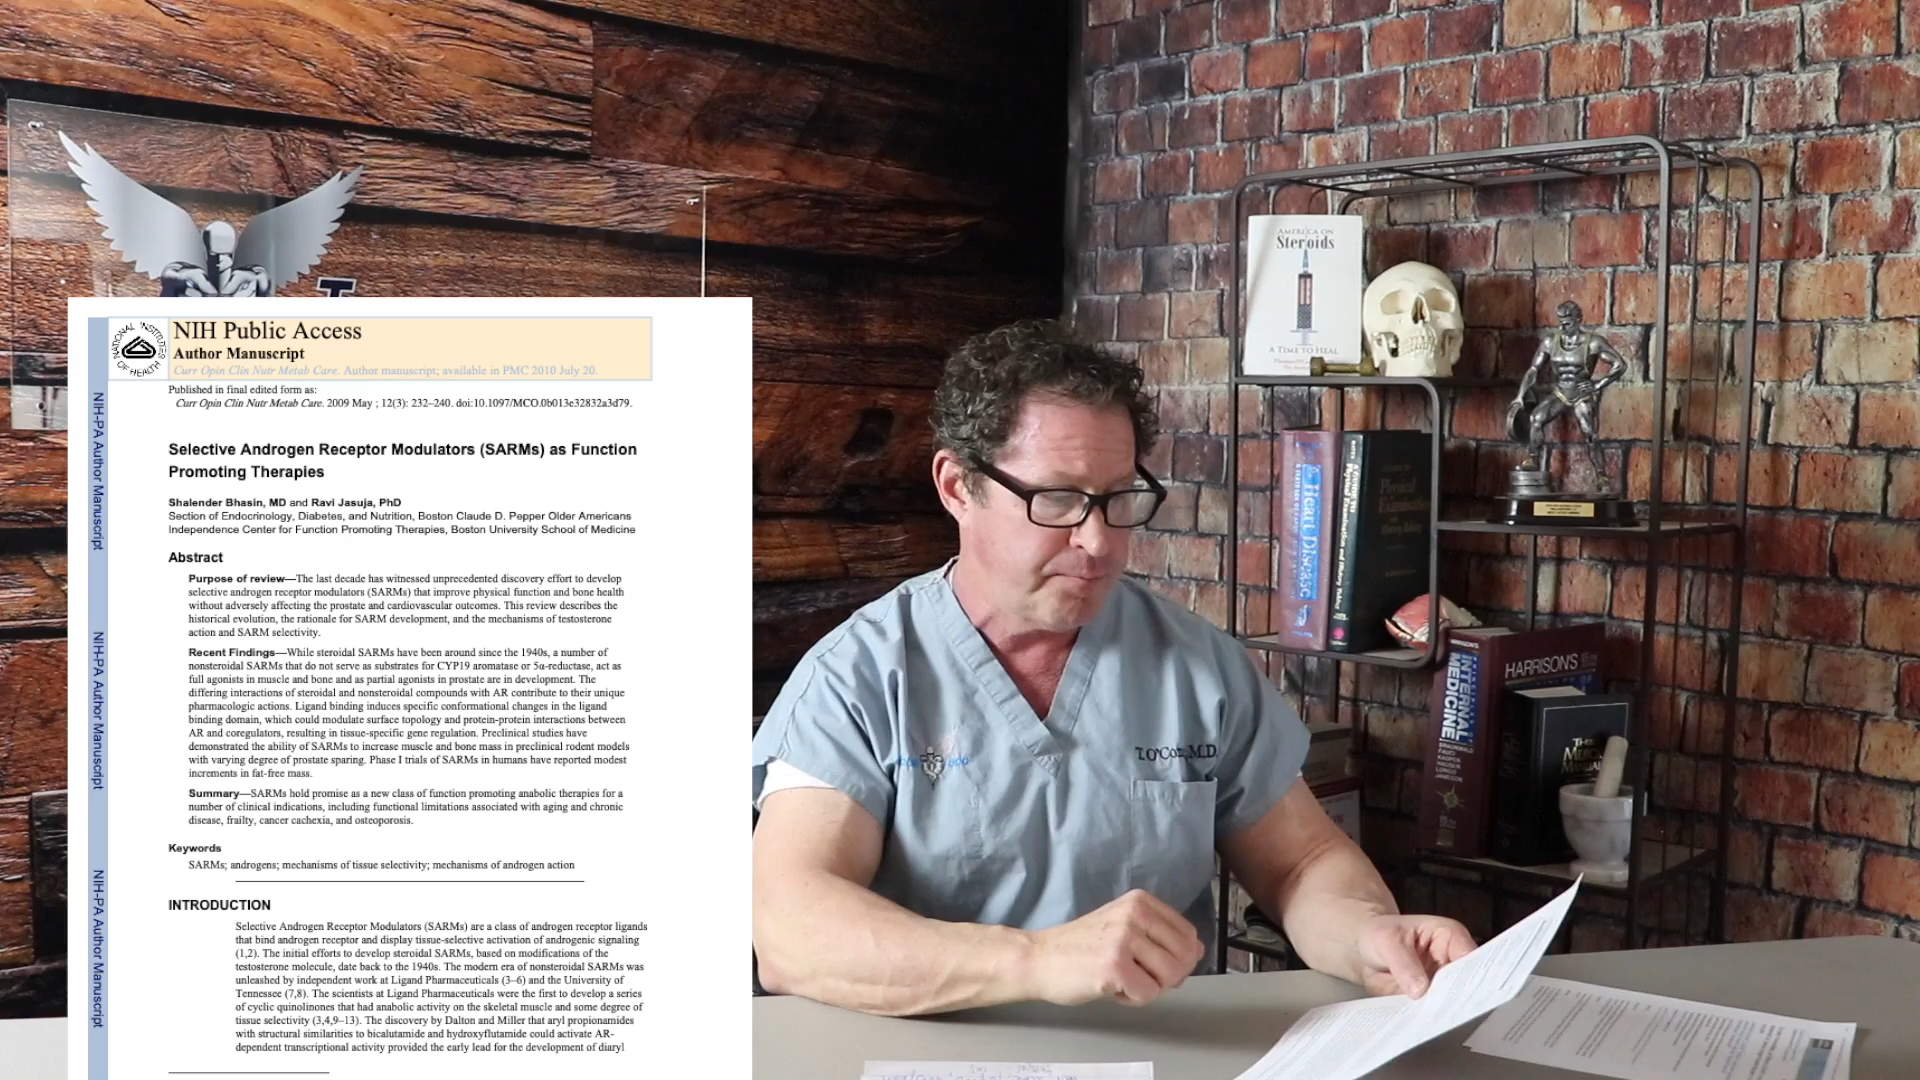 NIH Public Access
Author Manuscript
Curr Opin Clin Nutr Metab Care. Author manuscript; available in PMC 2010 July 20.
NATIONAL INSTITUTES OF HEALTH
Published in final edited form as:
Curr Opin Clin Nutr Metab Care. 2009 May ; 12(3): 232–240. doi:10.1097/MCO.0b013e32832a3d79.
Selective Androgen Receptor Modulators (SARMs) as Function
Promoting Therapies
Shalender Bhasin, MD and Ravi Jasuja, PhD
Section of Endocrinology, Diabetes, and Nutrition, Boston Claude D. Pepper Older Americans
Independence Center for Function Promoting Therapies, Boston University School of Medicine
Abstract
Purpose of review—The last decade has witnessed unprecedented discovery effort to develop
selective androgen receptor modulators (SARMs) that improve physical function and bone health
without adversely affecting the prostate and cardiovascular outcomes. This review describes the
historical evolution, the rationale for SARM development, and the mechanisms of testosterone
action and SARM selectivity.
Recent Findings—While steroidal SARMs have been around since the 1940s, a number of
nonsteroidal SARMs that do not serve as substrates for CYP19 aromatase or 5α-reductase, act as
full agonists in muscle and bone and as partial agonists in prostate are in development. The
differing interactions of steroidal and nonsteroidal compounds with AR contribute to their unique
pharmacologic actions. Ligand binding induces specific conformational changes in the ligand
binding domain, which could modulate surface topology and protein-protein interactions between
AR and coregulators, resulting in tissue-specific gene regulation. Preclinical studies have
demonstrated the ability of SARMs to increase muscle and bone mass in preclinical rodent models
with varying degree of prostate sparing. Phase I trials of SARMs in humans have reported modest
increments in fat-free mass.
Summary—SARMs hold promise as a new class of function promoting anabolic therapies for a
number of clinical indications, including functional limitations associated with aging and chronic
disease, frailty, cancer cachexia, and osteoporosis.
Keywords
SARMs; androgens; mechanisms of tissue selectivity; mechanisms of androgen action
INTRODUCTION
Selective Androgen Receptor Modulators (SARMs) are a class of androgen receptor ligands
that bind androgen receptor and display tissue-selective activation of androgenic signaling
(1,2). The initial efforts to develop steroidal SARMs, based on modifications of the
testosterone molecule, date back to the 1940s. The modern era of nonsteroidal SARMs was
unleashed by independent work at Ligand Pharmaceuticals (3–6) and the University of
Tennessee (7,8). The scientists at Ligand Pharmaceuticals were the first to develop a series
of cyclic quinolinones that had anabolic activity on the skeletal muscle and some degree of
tissue selectivity (3,4,9–13). The discovery by Dalton and Miller that aryl propionamides
with structural similarities to bicalutamide and hydroxyflutamide could activate AR-
dependent transcriptional activity provided the early lead for the development of diaryl
NIH-PA Author Manuscript
NIH-PA Author Manuscript
NIH-PA Author Manuscript
AMERICA ON
Steroids
A TIME TO HEAL
Heart Disease
Physical
HARRISON'S
INTERNAL
MEDICINE
BRAUNWALD
FAUCI
KASPER
HAUSER
LONGO
JAMESON
M.D.